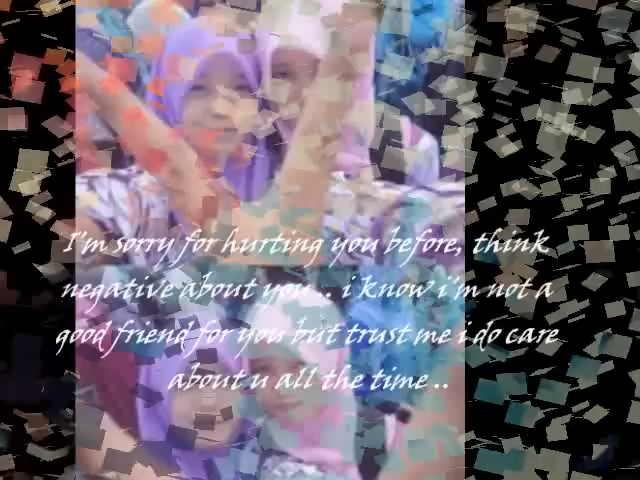 I'm sorry for hurting you before, think
negative about you .. i know i'm not a
good friend for you but trust me i do care
about u all the time ..